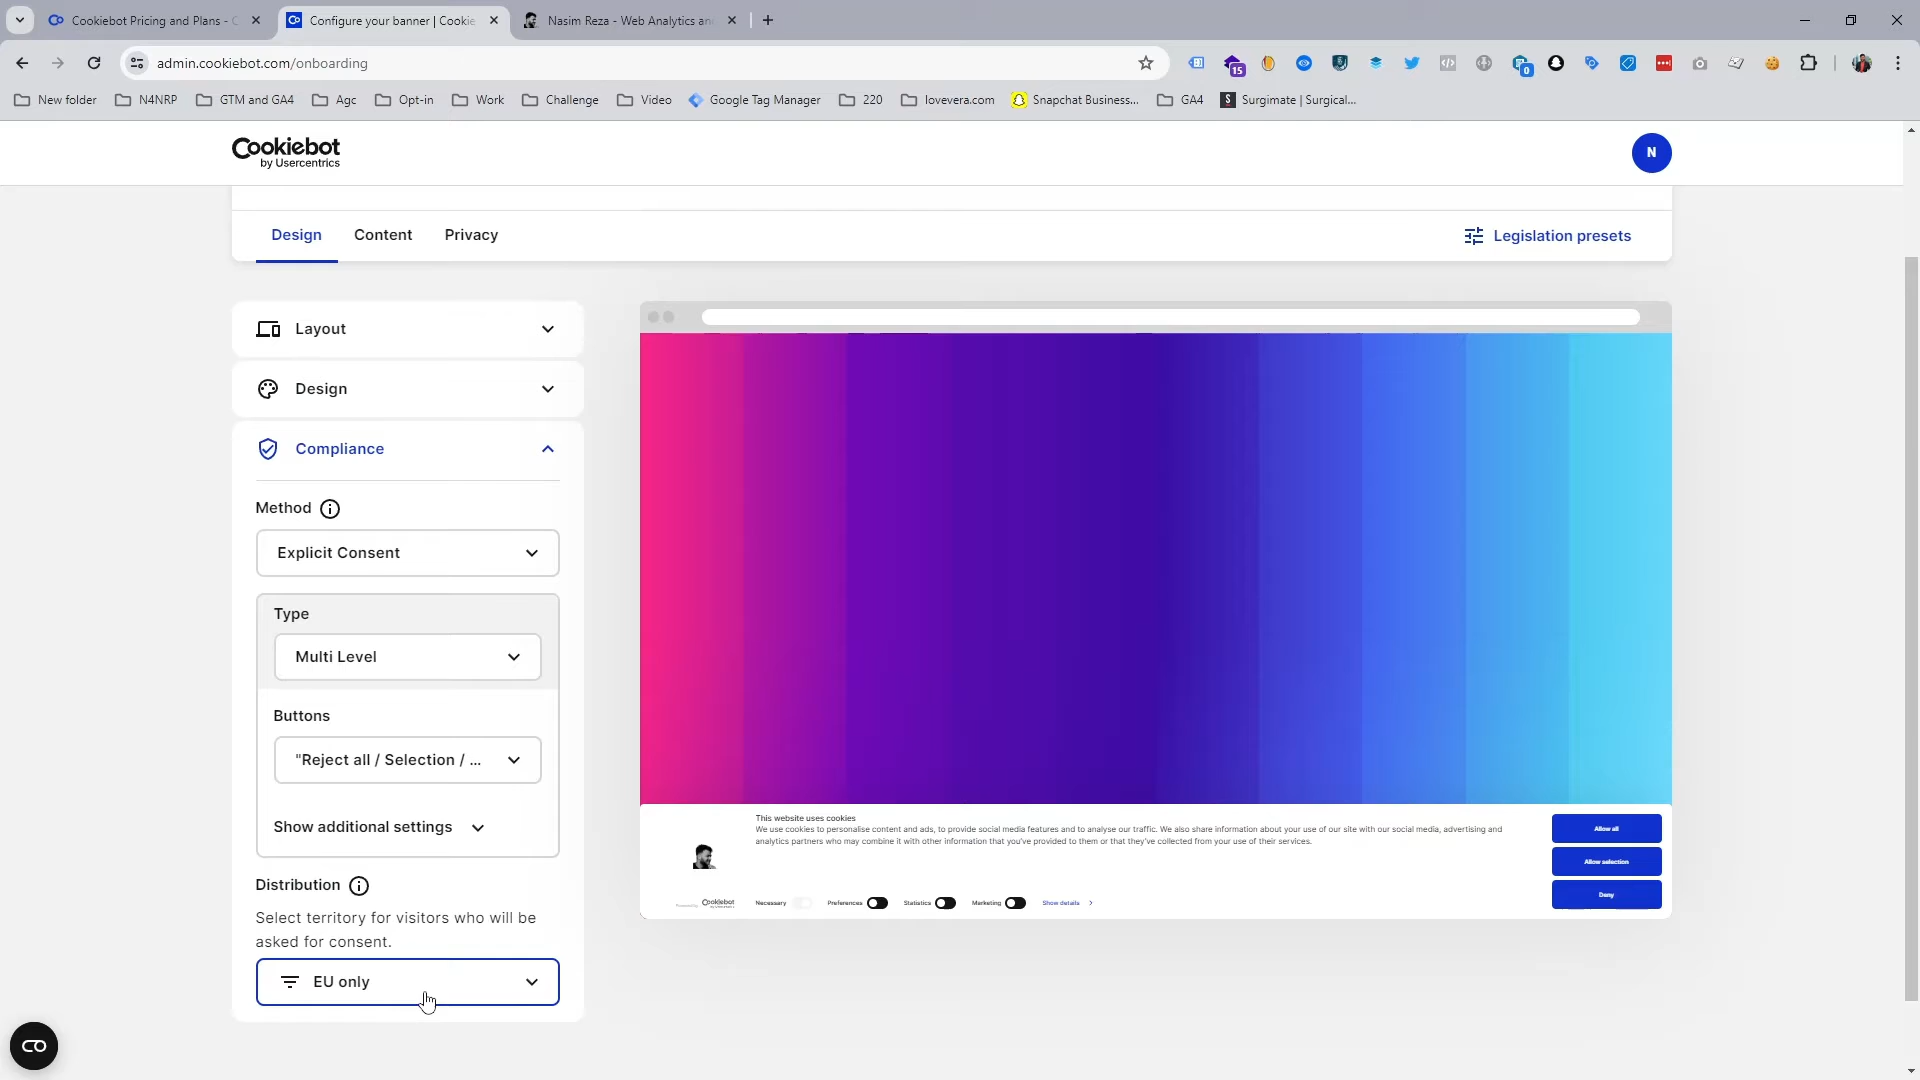 Cookiebot Pricing and Plans - C
Configure your banner | Cookie
Nasim Reza - Web Analytics an
admin.cookiebot.com/onboarding
15
0
New folder
N4NRP
GTM and GA4
Agc
Opt-in
Work
Challenge
Video
Google Tag Manager
220
lovevera.com
Snapchat Business...
GA4
S
Surgimate | Surgical...
Cookiebot
by Usercentrics
N
Design
Content
Privacy
Legislation presets
Layout
Design
Compliance
Method
Explicit Consent
Type
Multi Level
Buttons
"Reject all / Selection / ...
Show additional settings
Distribution
Select territory for visitors who will be
asked for consent.
EU only
This website uses cookies
We use cookies to personalise content and ads, to provide social media features and to analyse our traffic. We also share information about your use of our site with our social media, advertising and
analytics partners who may combine it with other information that you've provided to them or that they've collected from your use of their services.
Allow all
Allow selection
Deny
Powered by Cookiebot
Necessary
Preferences
Statistics
Marketing
Show details